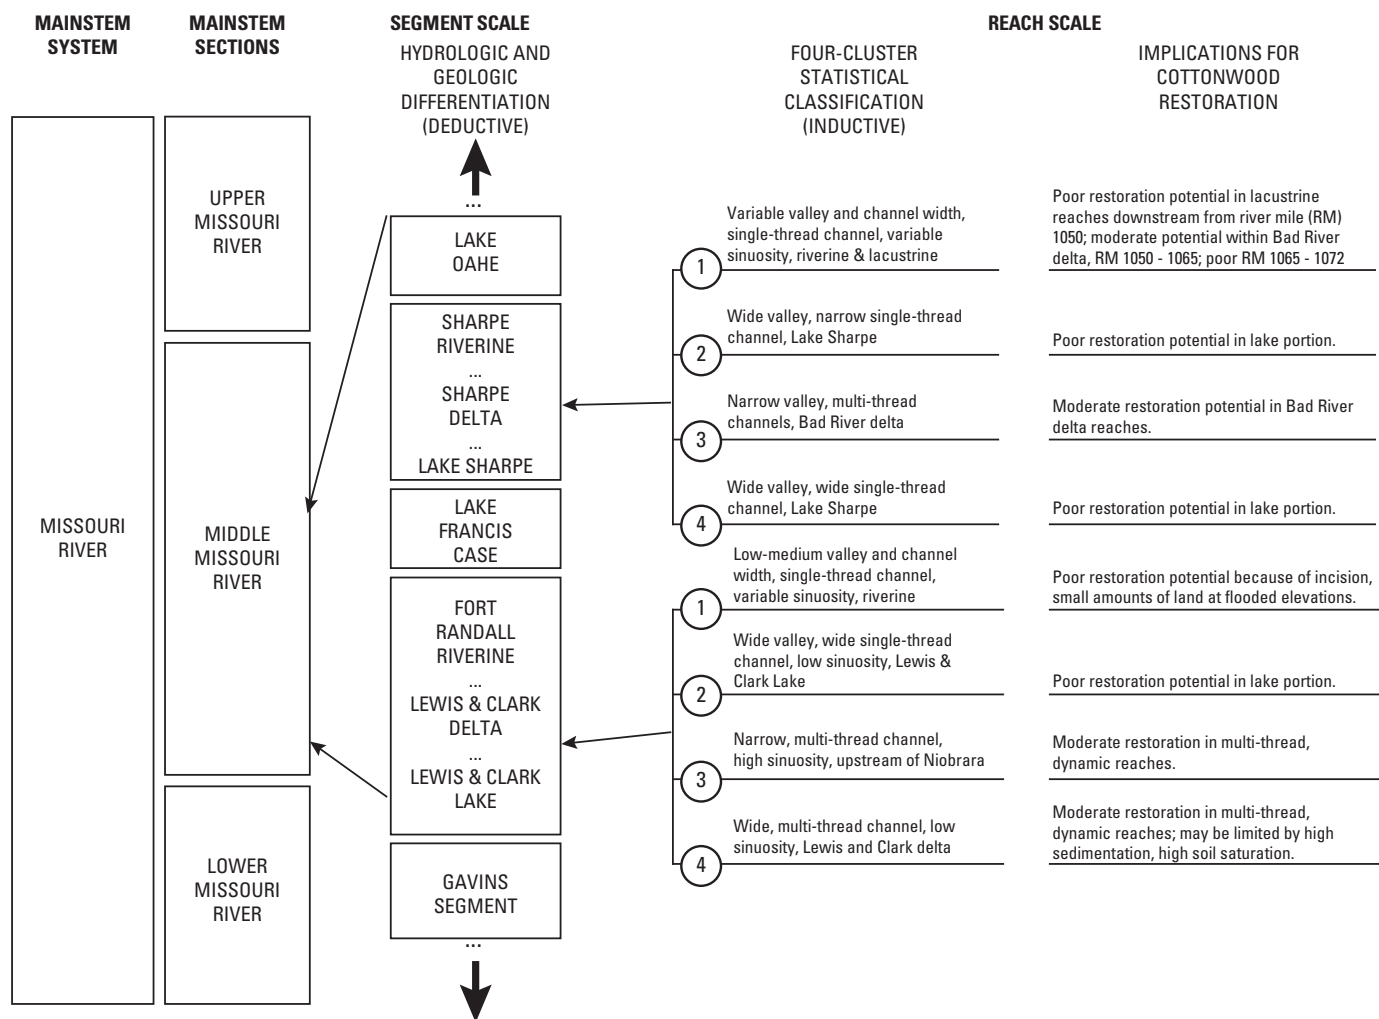 MAINSTEM
SYSTEM
MAINSTEM
SECTIONS
SEGMENT SCALE
HYDROLOGIC AND
GEOLOGIC
DIFFERENTIATION
(DEDUCTIVE)
REACH SCALE
FOUR-CLUSTER
STATISTICAL
CLASSIFICATION
(INDUCTIVE)
IMPLICATIONS FOR
COTTONWOOD
RESTORATION
MISSOURI
RIVER
UPPER
MISSOURI
RIVER
MIDDLE
MISSOURI
RIVER
LOWER
MISSOURI
RIVER
...
LAKE
OAHE
SHARPE
RIVERINE
...
SHARPE
DELTA
...
LAKE SHARPE
LAKE
FRANCIS
CASE
FORT
RANDALL
RIVERINE
...
LEWIS & CLARK
DELTA
...
LEWIS & CLARK
LAKE
GAVINS
SEGMENT
...
1
Variable valley and channel width,
single-thread channel, variable
sinuosity, riverine & lacustrine
Poor restoration potential in lacustrine
reaches downstream from river mile (RM)
1050; moderate potential within Bad River
delta, RM 1050 - 1065; poor RM 1065 - 1072
2
Wide valley, narrow single-thread
channel, Lake Sharpe
Poor restoration potential in lake portion.
3
Narrow valley, multi-thread
channels, Bad River delta
Moderate restoration potential in Bad River
delta reaches.
4
Wide valley, wide single-thread
channel, Lake Sharpe
Poor restoration potential in lake portion.
1
Low-medium valley and channel
width, single-thread channel,
variable sinuosity, riverine
Poor restoration potential because of incision,
small amounts of land at flooded elevations.
2
Wide valley, wide single-thread
channel, low sinuosity, Lewis &
Clark Lake
Poor restoration potential in lake portion.
3
Narrow, multi-thread channel,
high sinuosity, upstream of Niobrara
Moderate restoration in multi-thread,
dynamic reaches.
4
Wide, multi-thread channel, low
sinuosity, Lewis and Clark delta
Moderate restoration in multi-thread,
dynamic reaches; may be limited by high
sedimentation, high soil saturation.